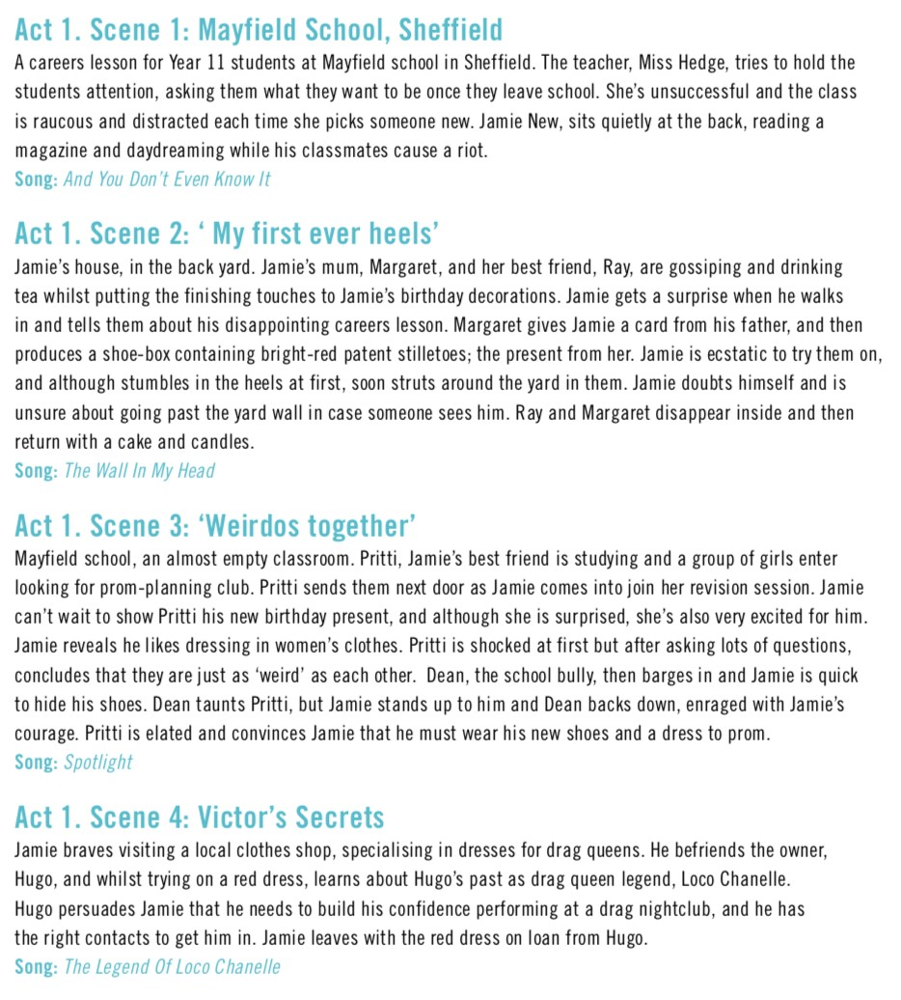 Act 1. Scene 1: Mayfield School, Sheffield
A careers lesson for Year 11 students at Mayfield school in Sheffield. The teacher, Miss Hedge, tries to hold the
students attention, asking them what they want to be once they leave school. She's unsuccessful and the class
is raucous and distracted each time she picks someone new. Jamie New, sits quietly at the back, reading a
magazine and daydreaming while his classmates cause a riot.
Song: And You Don't Even Know It
Act 1. Scene 2: ‘ My first ever heels’
Jamie's house, in the back yard. Jamie's mum, Margaret, and her best friend, Ray, are gossiping and drinking
tea whilst putting the finishing touches to Jamie's birthday decorations. Jamie gets a surprise when he walks
in and tells them about his disappointing careers lesson. Margaret gives Jamie a card from his father, and then
produces a shoe-box containing bright-red patent stilletoes; the present from her. Jamie is ecstatic to try them on,
and although stumbles in the heels at first, soon struts around the yard in them. Jamie doubts himself and is
unsure about going past the yard wall in case someone sees him. Ray and Margaret disappear inside and then
return with a cake and candles.
Song: The Wall In My Head
Act 1. Scene 3: ‘Weirdos together’
Mayfield school, an almost empty classroom. Pritti, Jamie's best friend is studying and a group of girls enter
looking for prom-planning club. Pritti sends them next door as Jamie comes into join her revision session. Jamie
can't wait to show Pritti his new birthday present, and although she is surprised, she's also very excited for him.
Jamie reveals he likes dressing in women's clothes. Pritti is shocked at first but after asking lots of questions,
concludes that they are just as ‘weird’ as each other.  Dean, the school bully, then barges in and Jamie is quick
to hide his shoes. Dean taunts Pritti, but Jamie stands up to him and Dean backs down, enraged with Jamie's
courage. Pritti is elated and convinces Jamie that he must wear his new shoes and a dress to prom.
Song: Spotlight
Act 1. Scene 4: Victor's Secrets
Jamie braves visiting a local clothes shop, specialising in dresses for drag queens. He befriends the owner,
Hugo, and whilst trying on a red dress, learns about Hugo's past as drag queen legend, Loco Chanelle.
Hugo persuades Jamie that he needs to build his confidence performing at a drag nightclub, and he has
the right contacts to get him in. Jamie leaves with the red dress on loan from Hugo.
Song: The Legend Of Loco Chanelle